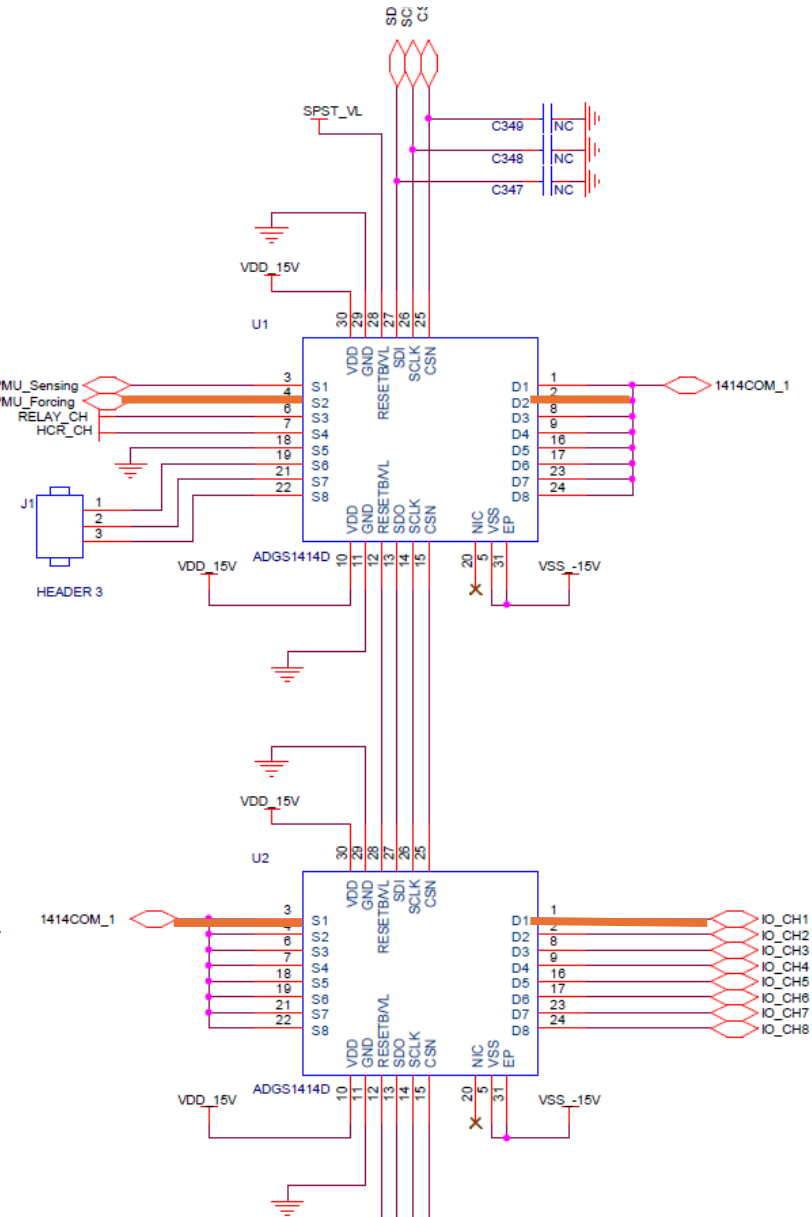 SPST_VL
C349 NC
C348 NC
C347 NC
VDD_15V
U1
30 29 28 27 26 25
VDD GND RESETB/VL SDI SCLK CSN
MU_Sensing 3 S1 D1 1 1414COM_1
MU_Forcing 4 S2 D2 2
RELAY_CH 6 S3 D3 8
HCR_CH 7 S4 D4 9
18 S5 D5 16
19 S6 D6 17
21 S7 D7 23
22 S8 D8 24
J1
1
2
3
HEADER 3
VDD GND RESETB/VL SDO SCLK CSN NIC VSS EP
ADGS1414D
10 11 12 13 14 15 20 5 31
VDD_15V VSS_-15V
VDD_15V
U2
30 29 28 27 26 25
VDD GND RESETB/VL SDI SCLK CSN
1414COM_1 3 S1 D1 1 IO_CH1
S2 D2 2 IO_CH2
6 S3 D3 8 IO_CH3
7 S4 D4 9 IO_CH4
18 S5 D5 16 IO_CH5
19 S6 D6 17 IO_CH6
21 S7 D7 23 IO_CH7
22 S8 D8 24 IO_CH8
VDD GND RESETB/VL SDO SCLK CSN NIC VSS EP
ADGS1414D
10 11 12 13 14 15 20 5 31
VDD_15V VSS_-15V